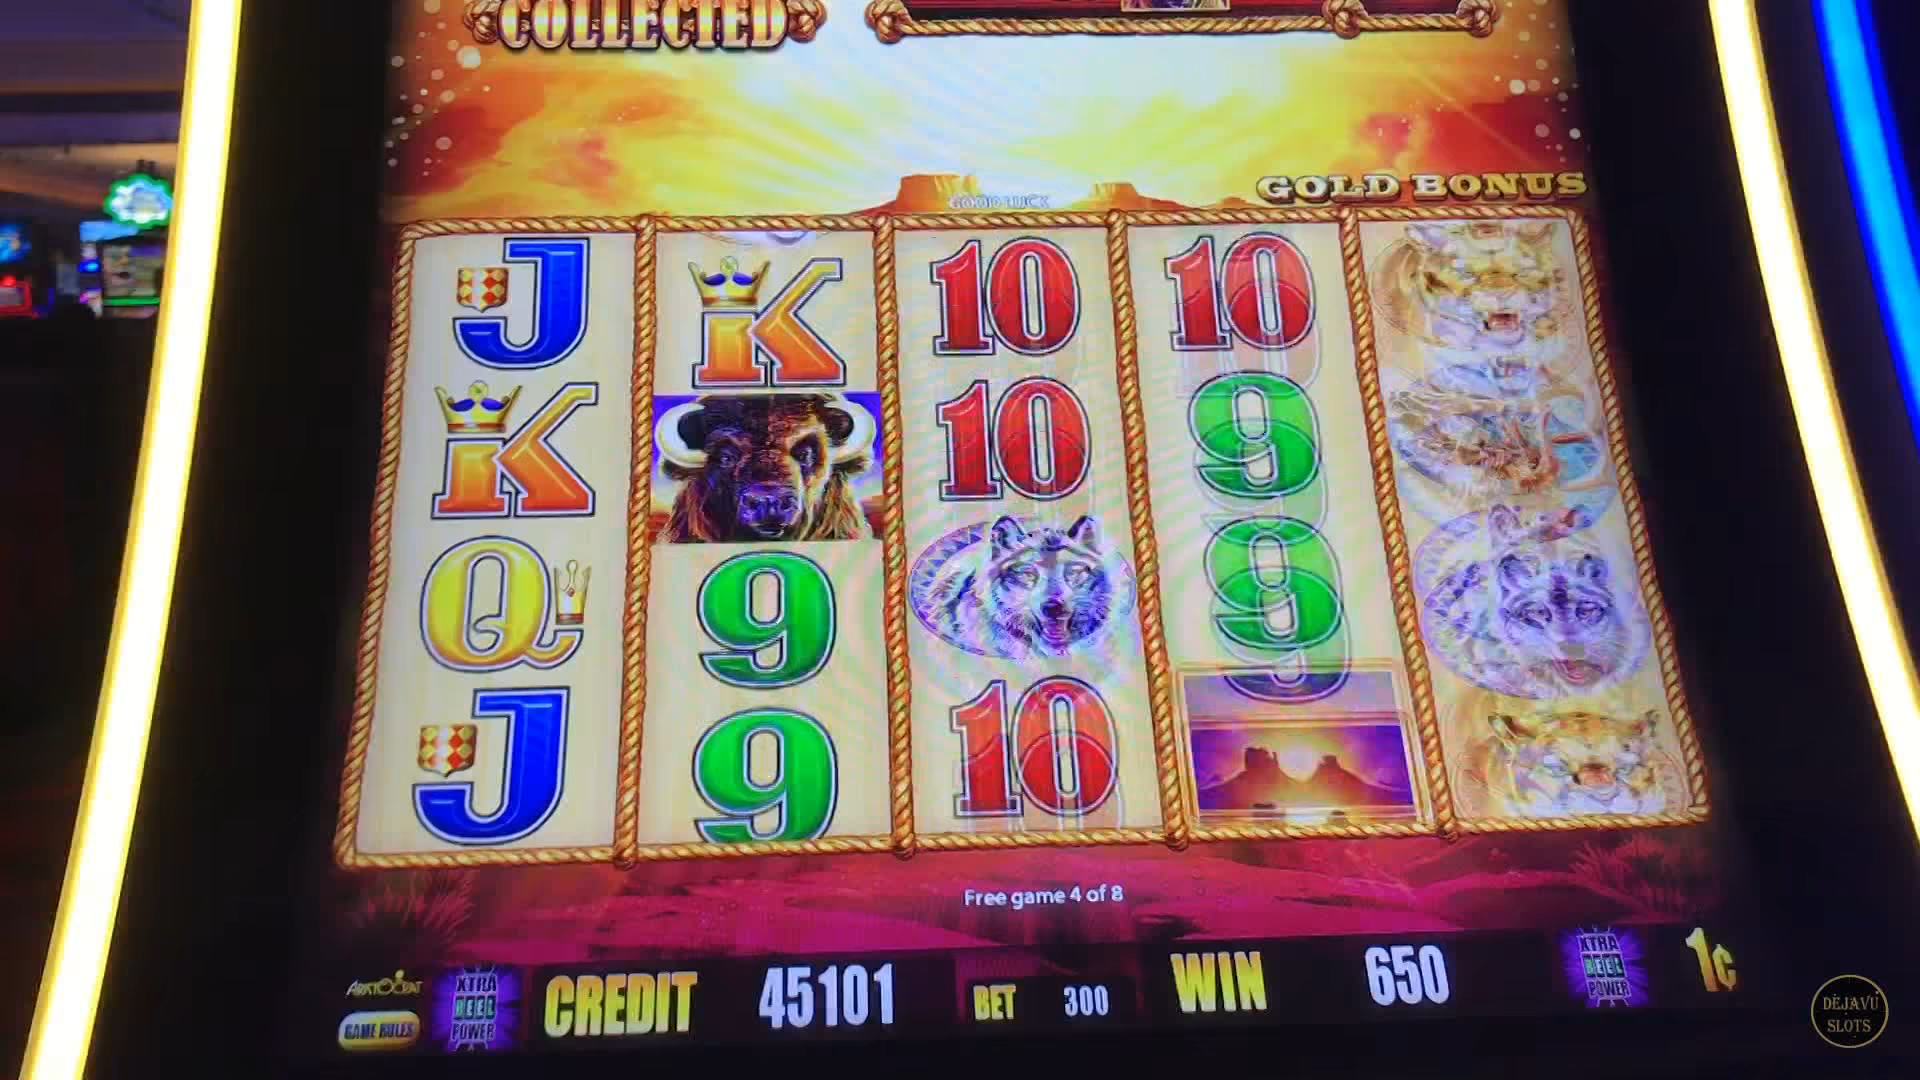 COLLECTED
GOOD LUCK
GOLD BONUS
J K 10 10
K 10 9
Q 9 9
J 9 10
Free game 4 of 8
ARISTOCRAT
GAME RULES
XTRA REEL POWER
CREDIT 45101 BET 300 WIN 650
XTRA REEL POWER
1¢
DÉJÀVU SLOTS